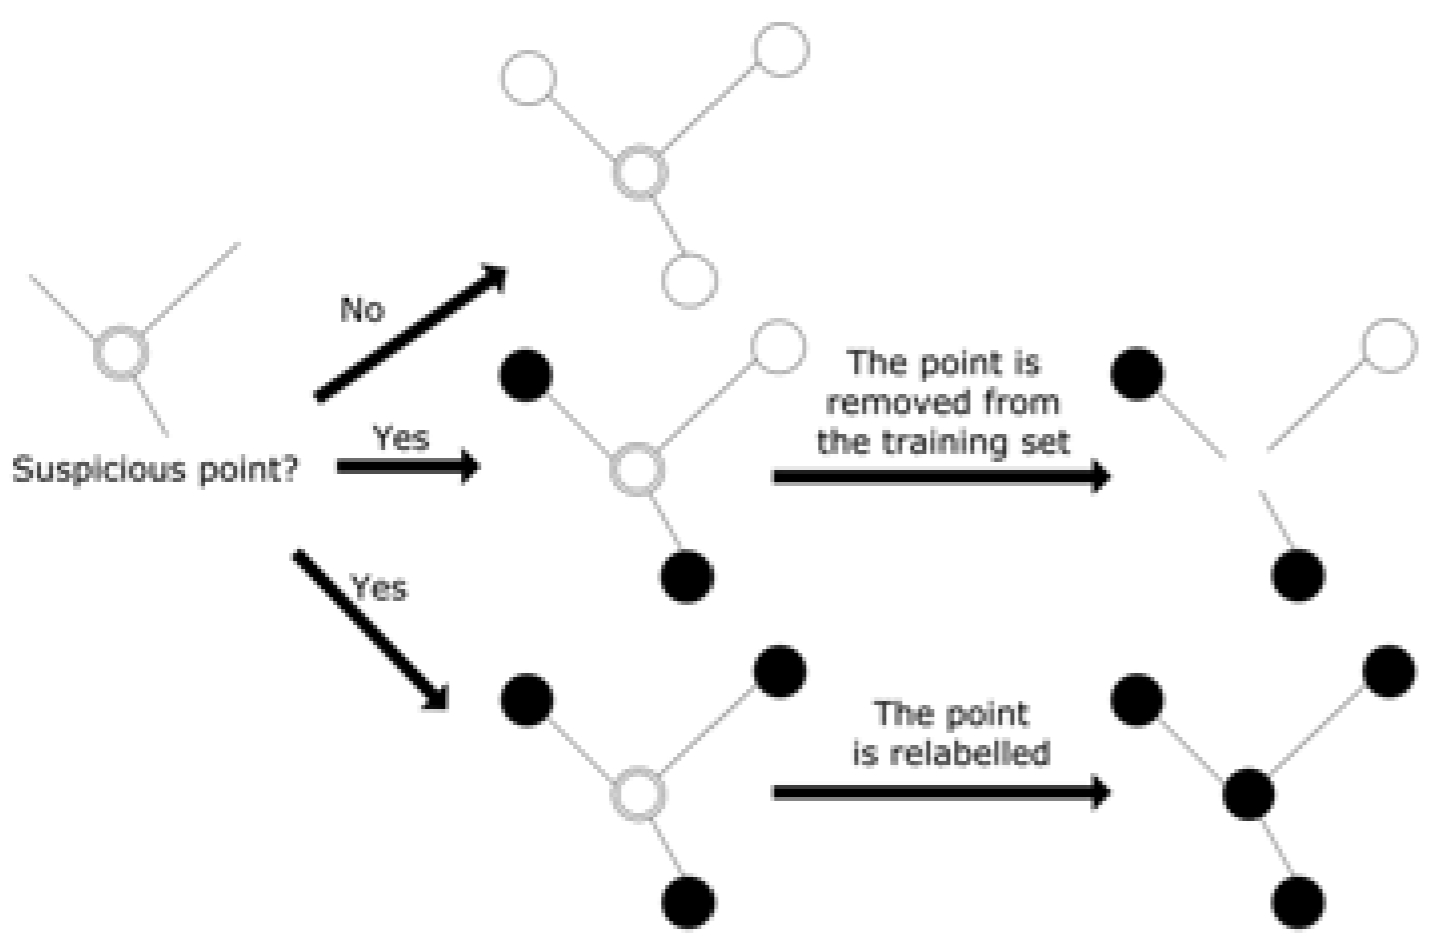 No
Yes
Suspicious point?
The point is
removed from
the training set
Yes
The point
is relabelled